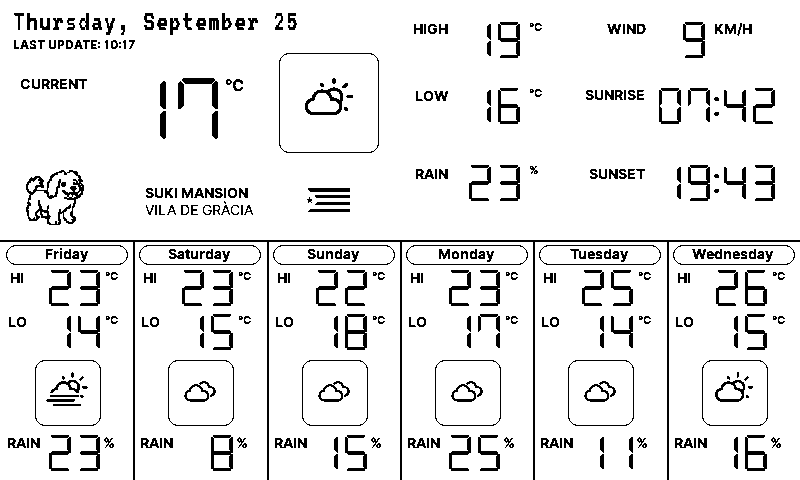 Thursday, September 25
LAST UPDATE: 10:17
CURRENT 17 °C
HIGH 19 °C
LOW 16 °C
RAIN 23 %
WIND 9 KM/H
SUNRISE 07:42
SUNSET 19:43
SUKI MANSION
VILA DE GRÀCIA
Friday
HI 23 °C
LO 14 °C
RAIN 23 %
Saturday
HI 23 °C
LO 15 °C
RAIN 8 %
Sunday
HI 22 °C
LO 18 °C
RAIN 15 %
Monday
HI 23 °C
LO 17 °C
RAIN 25 %
Tuesday
HI 25 °C
LO 14 °C
RAIN 11 %
Wednesday
HI 26 °C
LO 15 °C
RAIN 16 %